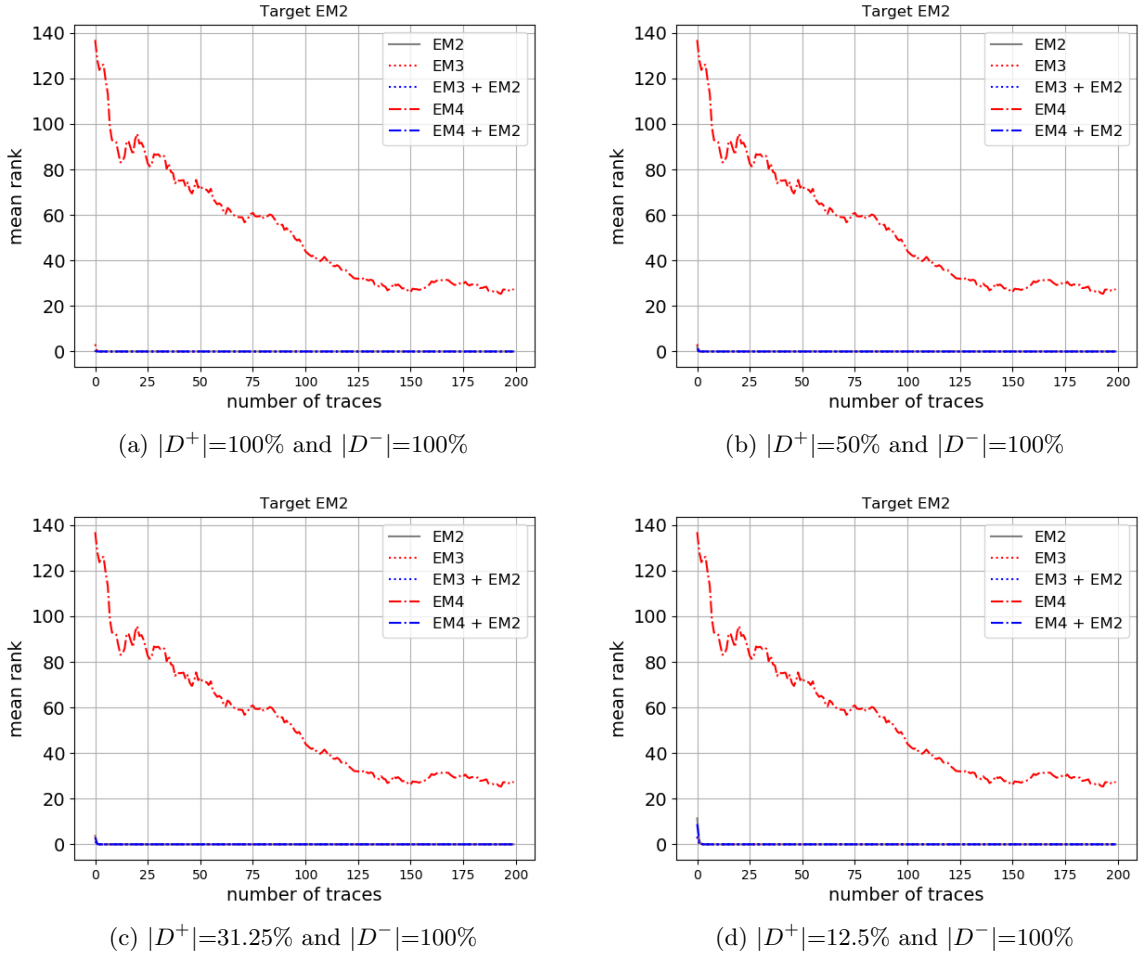 Target EM2
mean rank
140
120
100
80
60
40
20
0
EM2
EM3
EM3 + EM2
EM4
EM4 + EM2
0 25 50 75 100 125 150 175 200
number of traces
(a) |D⁺|=100% and |D⁻|=100%
Target EM2
mean rank
140
120
100
80
60
40
20
0
EM2
EM3
EM3 + EM2
EM4
EM4 + EM2
0 25 50 75 100 125 150 175 200
number of traces
(b) |D⁺|=50% and |D⁻|=100%
Target EM2
mean rank
140
120
100
80
60
40
20
0
EM2
EM3
EM3 + EM2
EM4
EM4 + EM2
0 25 50 75 100 125 150 175 200
number of traces
(c) |D⁺|=31.25% and |D⁻|=100%
Target EM2
mean rank
140
120
100
80
60
40
20
0
EM2
EM3
EM3 + EM2
EM4
EM4 + EM2
0 25 50 75 100 125 150 175 200
number of traces
(d) |D⁺|=12.5% and |D⁻|=100%